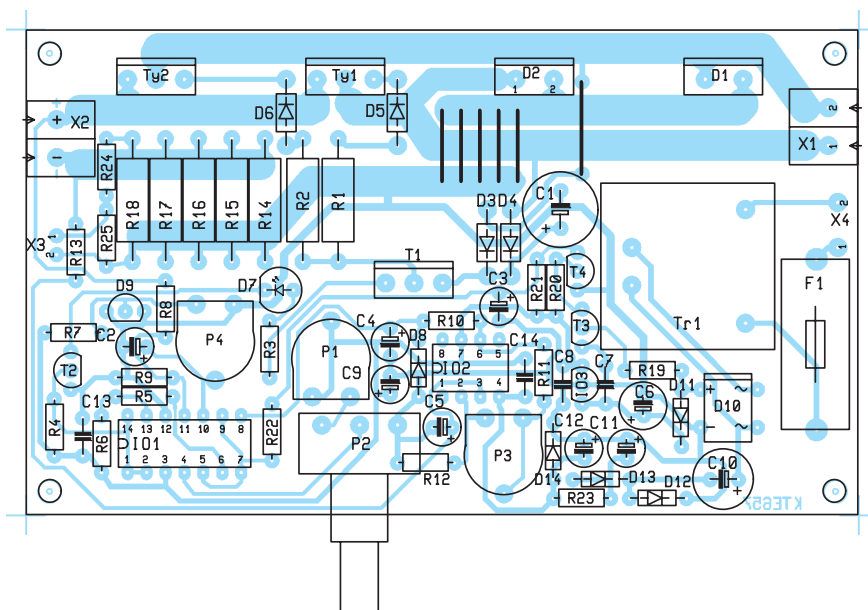 Ty2 Ty1 D2 D1
1 2
D6 D5
2
+ X2
X1
- 1
R24
R18 R17 R16 R15 R14 R2 R1
C1
+
D3 D4
2
X4
1
X3 1
2
R13 R25
T1
T4
R21 R20
F1
D9 D7
C3
+
R8
P4
Tr1
R7 C2
+
R3
P1
C4
+
D8
R10
T3
C14
8 7 6 5
IO2
1 2 3 4
R11
C8 C7
IO3
R19
T2
R9
R5
C9
+
C6
+
D11
+ ~
D10
- ~
C13
R4
R6
14 13 12 11 10 9 8
IO1
1 2 3 4 5 6 7
R22
P2
C5
+
R12
P3
C12
+
C11
+
D14
D13
D12
R23
C10
+
KTE657